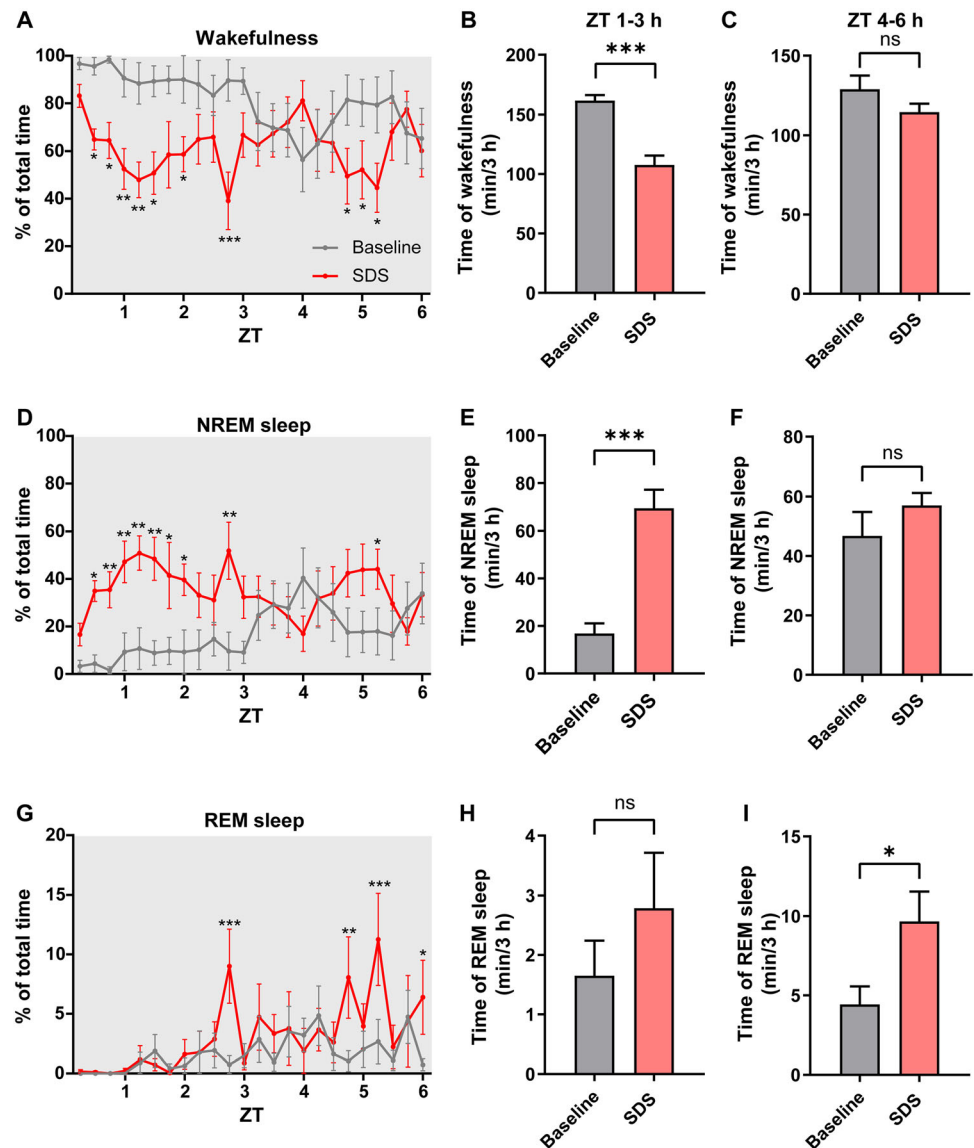 A
Wakefulness
% of total time
100
80
60
40
20
0
*
*
**
**
*
*
***
*
*
*
Baseline
SDS
1
2
3
4
5
6
ZT
B
ZT 1-3 h
***
Time of wakefulness
(min/3 h)
200
150
100
50
0
Baseline
SDS
C
ZT 4-6 h
ns
Time of wakefulness
(min/3 h)
150
100
50
0
Baseline
SDS
D
NREM sleep
% of total time
100
80
60
40
20
0
*
**
**
**
**
*
*
**
*
1
2
3
4
5
6
ZT
E
***
Time of NREM sleep
(min/3 h)
100
80
60
40
20
0
Baseline
SDS
F
ns
Time of NREM sleep
(min/3 h)
80
60
40
20
0
Baseline
SDS
G
REM sleep
% of total time
20
15
10
5
0
***
**
***
*
1
2
3
4
5
6
ZT
H
ns
Time of REM sleep
(min/3 h)
4
3
2
1
0
Baseline
SDS
I
*
Time of REM sleep
(min/3 h)
15
10
5
0
Baseline
SDS